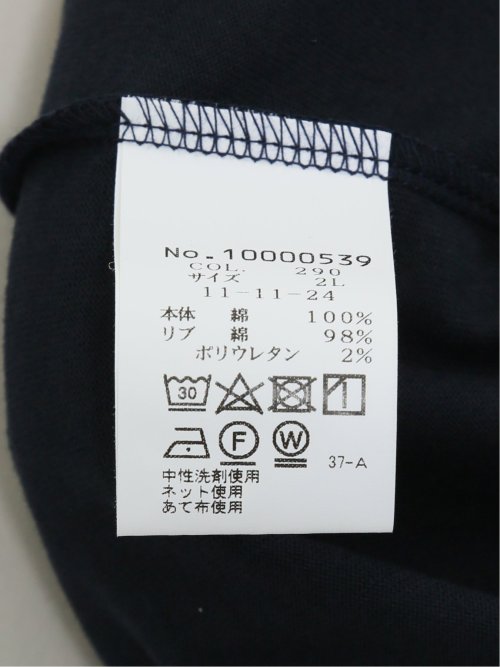 No.10000539
COL. 290
サイズ 2L
11-11-24
本体 綿 100%
リブ 綿 98%
ポリウレタン 2%
30
F W 37-A
中性洗剤使用
ネット使用
あて布使用